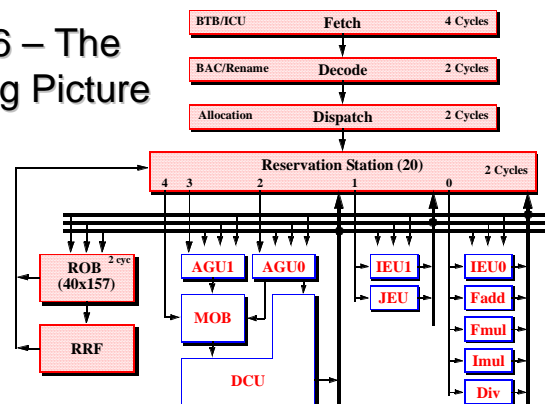 6 – The
g Picture
BTB/ICU Fetch 4 Cycles
BAC/Rename Decode 2 Cycles
Allocation Dispatch 2 Cycles
Reservation Station (20) 2 Cycles
4 3 2 1 0
ROB 2 cyc
(40x157)
RRF
AGU1 AGU0
MOB
DCU
IEU1
JEU
IEU0
Fadd
Fmul
Imul
Div